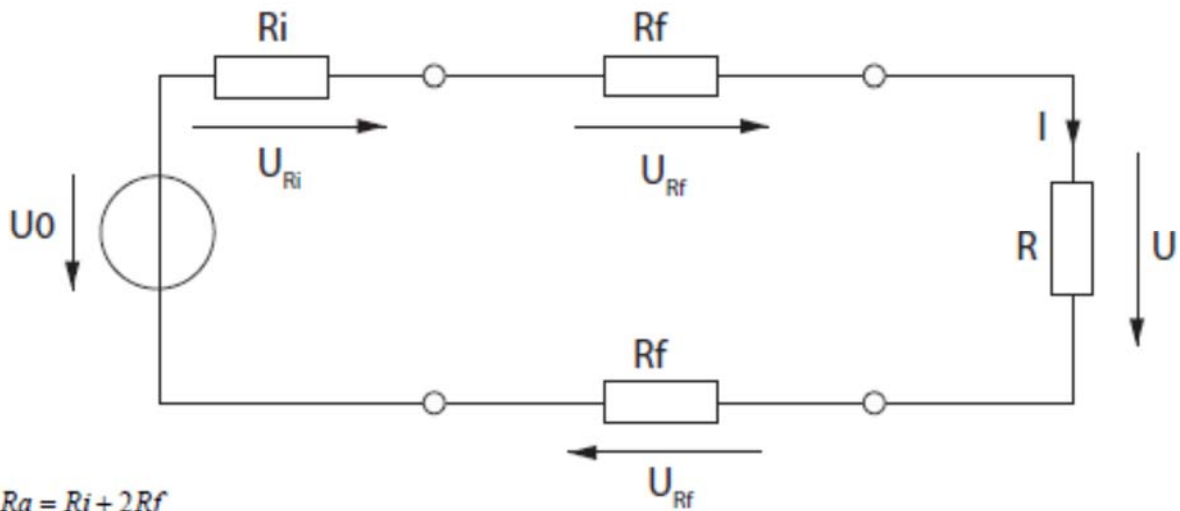 Ri
Rf
U_Ri
U_Rf
I
U0
R
U
Rf
U_Rf
Ra = Ri + 2Rf